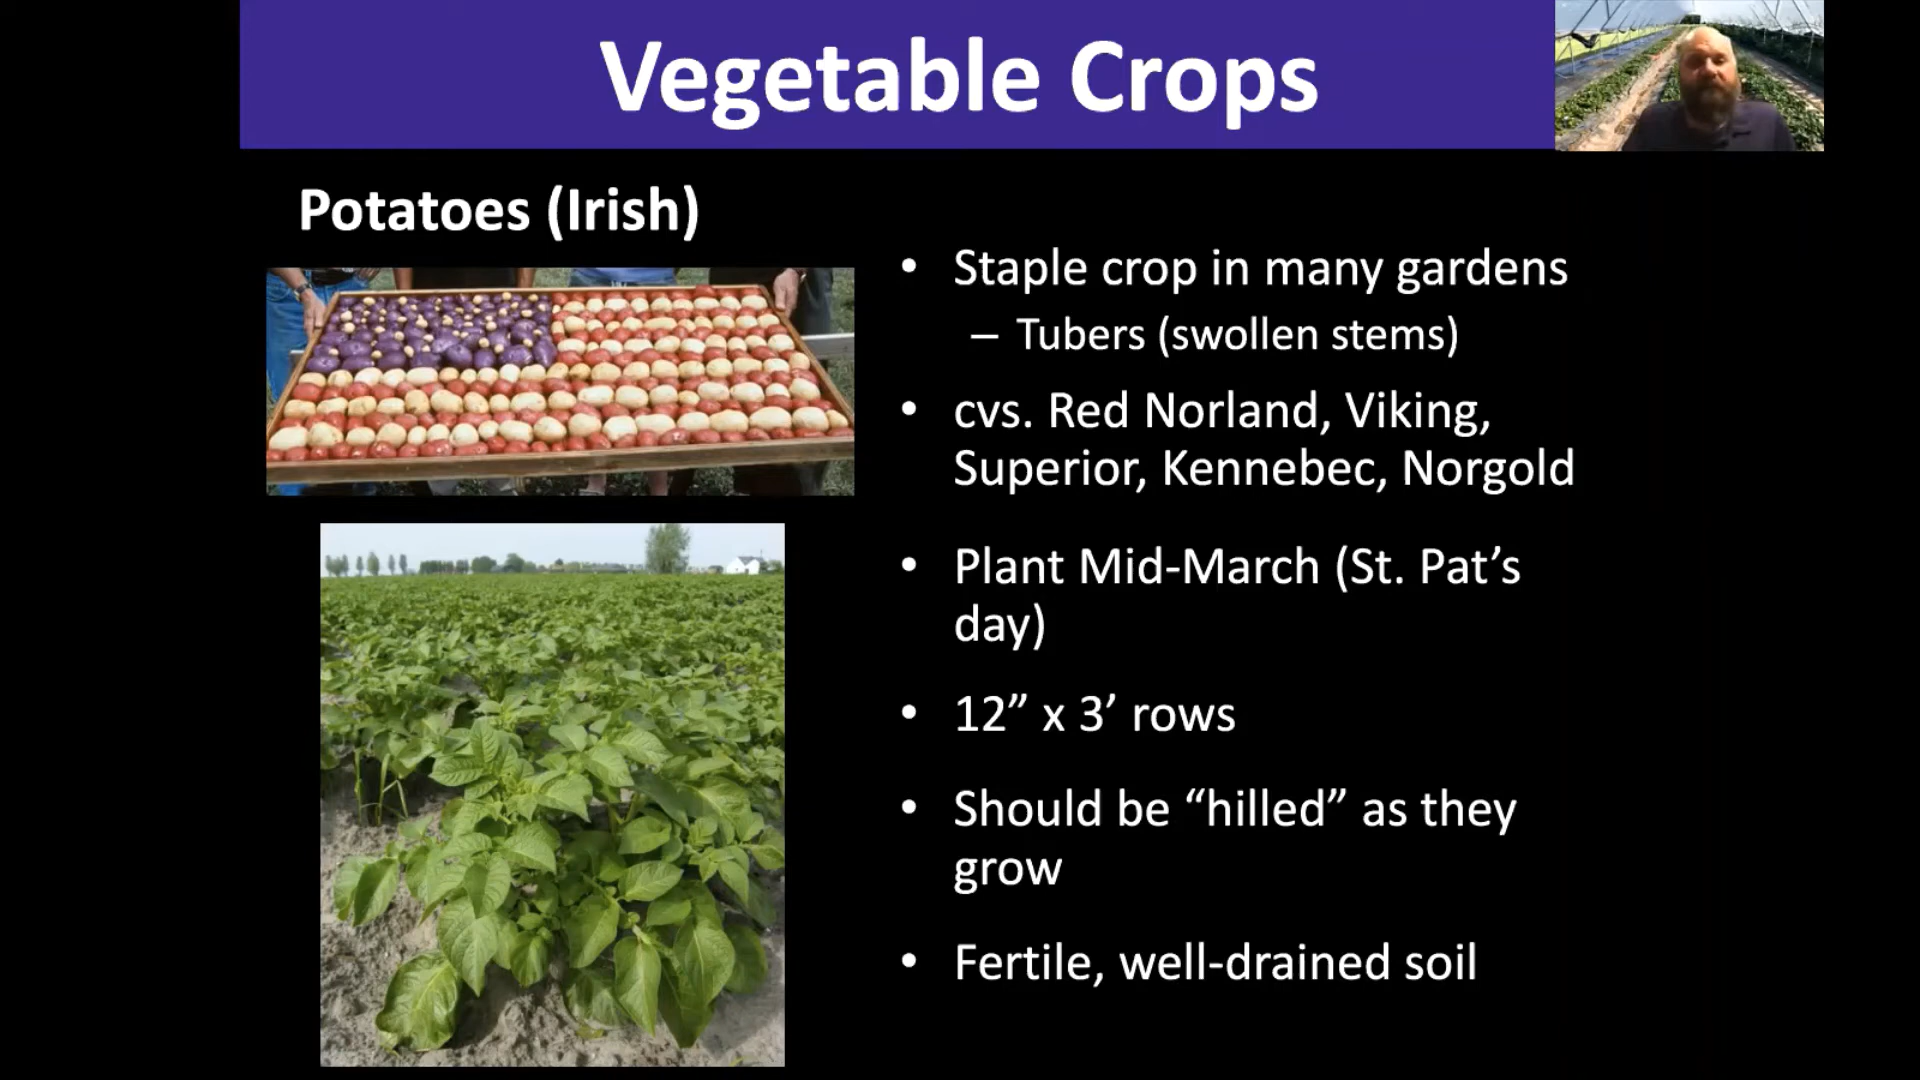 Vegetable Crops
Potatoes (Irish)
• Staple crop in many gardens
– Tubers (swollen stems)
• cvs. Red Norland, Viking,
Superior, Kennebec, Norgold
• Plant Mid-March (St. Pat’s
day)
• 12” x 3’ rows
• Should be “hilled” as they
grow
• Fertile, well-drained soil